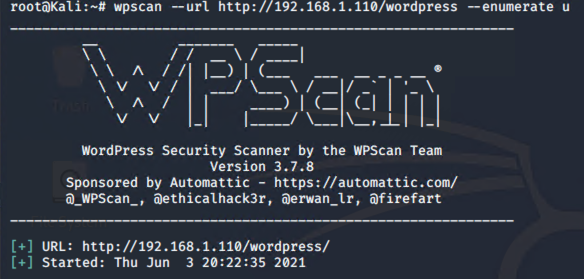 root@Kali:~# wpscan --url http://192.168.1.110/wordpress --enumerate u
WPScan ®
WordPress Security Scanner by the WPScan Team
Version 3.7.8
Sponsored by Automattic - https://automattic.com/
@_WPScan_, @ethicalhack3r, @erwan_lr, @firefart
[+] URL: http://192.168.1.110/wordpress/
[+] Started: Thu Jun  3 20:22:35 2021